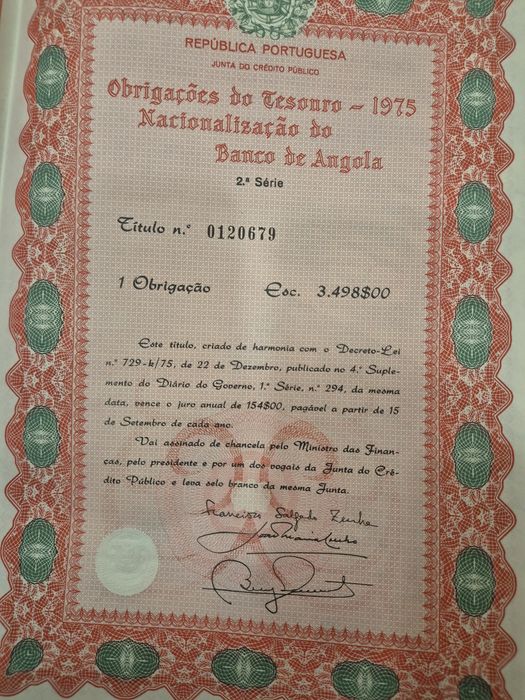 REPÚBLICA PORTUGUESA
JUNTA DO CRÉDITO PÚBLICO
Obrigações do Tesouro – 1975
Nacionalização do
Banco de Angola
2.ª Série
Título n.º 0120679
1 Obrigação Esc. 3.498$00
Este título, criado de harmonia com o Decreto-Lei
n.º 729-k/75, de 22 de Dezembro, publicado no 4.º Suple-
mento do Diário do Governo, 1.ª Série, n.º 294, da mesma
data, vence o juro anual de 154$00, pagável a partir de 15
de Setembro de cada ano.
Vai assinado de chancela pelo Ministro das Finan-
ças, pelo presidente e por um dos vogais da Junta do Cré-
dito Público e leva selo branco da mesma Junta.
Francisco Salgado Zenha